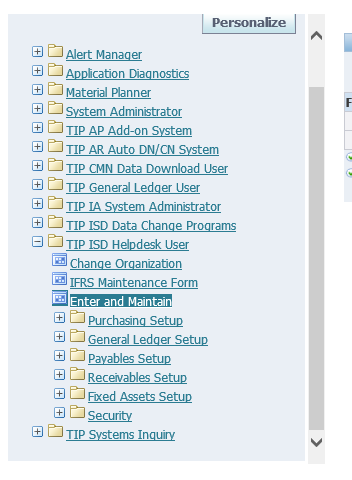 Personalize
Alert Manager
Application Diagnostics
Material Planner
System Administrator
TIP AP Add-on System
TIP AR Auto DN/CN System
TIP CMN Data Download User
TIP General Ledger User
TIP IA System Administrator
TIP ISD Data Change Programs
TIP ISD Helpdesk User
Change Organization
IFRS Maintenance Form
Enter and Maintain
Purchasing Setup
General Ledger Setup
Payables Setup
Receivables Setup
Fixed Assets Setup
Security
TIP Systems Inquiry